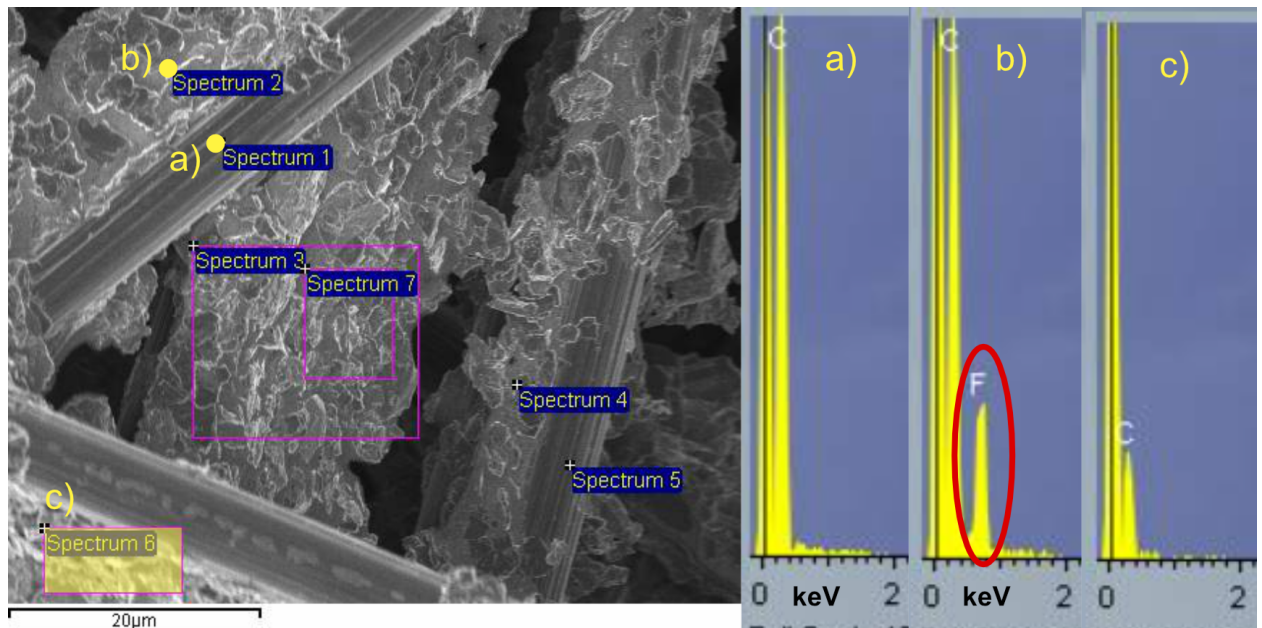 b)
Spectrum 2
a)
Spectrum 1
Spectrum 3
Spectrum 7
Spectrum 4
Spectrum 5
c)
Spectrum 6
20µm
C
a)
0 keV 2
C
b)
F
0 keV 2
c)
C
0 2